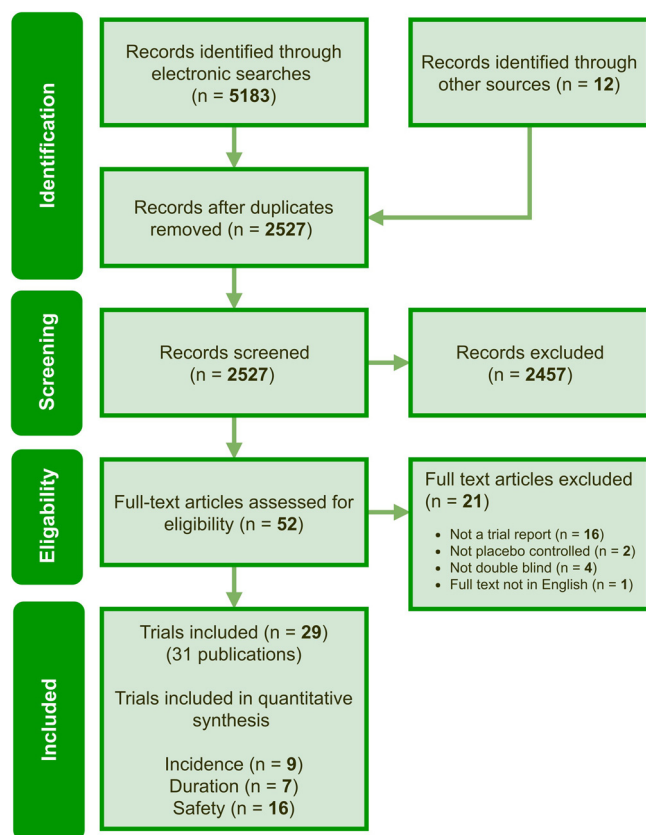 Identification
Records identified through
electronic searches
(n = 5183)
Records identified through
other sources (n = 12)
Records after duplicates
removed (n = 2527)
Screening
Records screened
(n = 2527)
Records excluded
(n = 2457)
Eligability
Full-text articles assessed for
eligibility (n = 52)
Full text articles excluded
(n = 21)
• Not a trial report (n = 16)
• Not placebo controlled (n = 2)
• Not double blind (n = 4)
• Full text not in English (n = 1)
Included
Trials included (n = 29)
(31 publications)
Trials included in quantitative
synthesis
Incidence (n = 9)
Duration (n = 7)
Safety (n = 16)